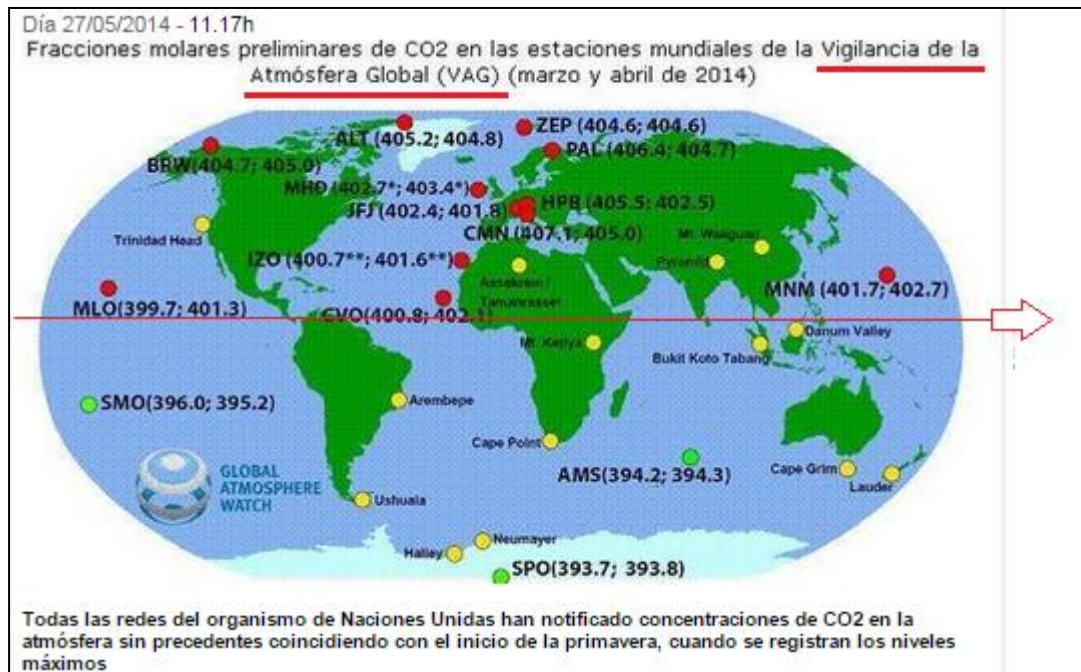 Día 27/05/2014 - 11.17h
Fracciones molares preliminares de CO2 en las estaciones mundiales de la Vigilancia de la
Atmósfera Global (VAG) (marzo y abril de 2014)
ALT (405.2; 404.8)
ZEP (404.6; 404.6)
BRW(404.7; 405.0)
PAL (406.4; 404.7)
MHD (402.7*; 403.4*)
HPB (405.5; 402.5)
JFJ (402.4; 401.8)
CMN (407.1; 405.0)
Trinidad Head
Mt. Waliguan
IZO (400.7**; 401.6**)
Pyramid
Assekrem /
Tamanrasset
MLO(399.7; 401.3)
CVO(400.8; 402.1)
MNM (401.7; 402.7)
Danum Valley
Mt. Kenya
Bukit Koto Tabang
SMO(396.0; 395.2)
Arembepe
Cape Point
AMS(394.2; 394.3)
Cape Grim
Lauder
GLOBAL
ATMOSPHERE
WATCH
Ushuaia
Neumayer
Halley
SPO(393.7; 393.8)
Todas las redes del organismo de Naciones Unidas han notificado concentraciones de CO2 en la
atmósfera sin precedentes coincidiendo con el inicio de la primavera, cuando se registran los niveles
máximos